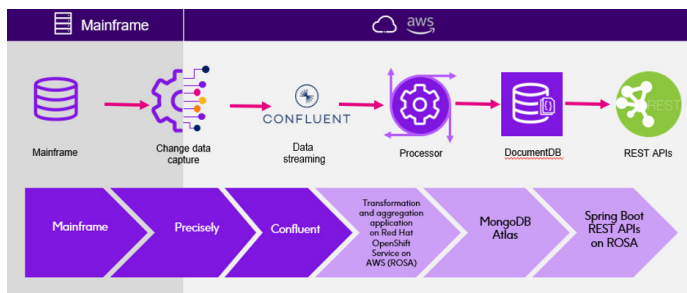 Mainframe
aws
CONFLUENT
REST
Mainframe
Change data
capture
Data
streaming
Processor
DocumentDB
REST APIs
Mainframe
Precisely
Confluent
Transformation
and aggregation
application
on Red Hat
OpenShift
Service on
AWS (ROSA)
MongoDB
Atlas
Spring Boot
REST APIs
on ROSA